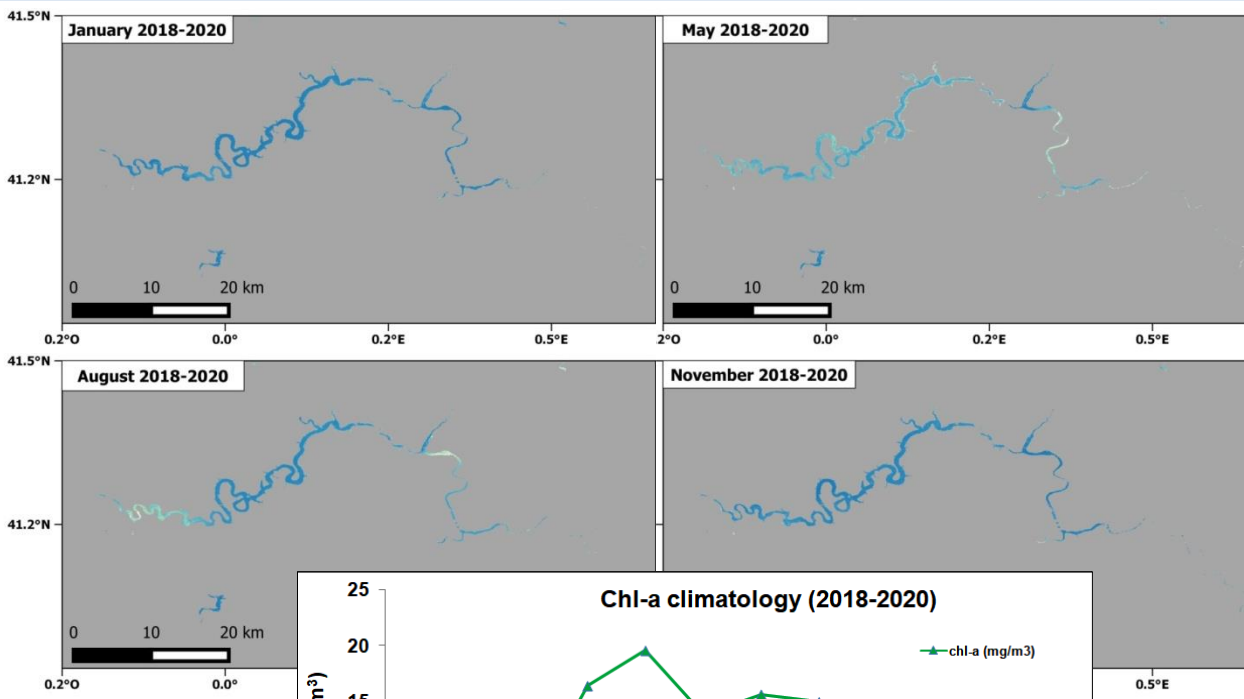 41.5°N
January 2018-2020
May 2018-2020
41.2°N
0 10 20 km
0 10 20 km
0.2°O 0.0° 0.2°E 0.5°E
2°O 0.0° 0.2°E 0.5°E
41.5°N
August 2018-2020
November 2018-2020
41.2°N
0 10 20 km
0.2°O 0.0°
0.5°E
Chl-a climatology (2018-2020)
25
20
15
chl-a (mg/m3)